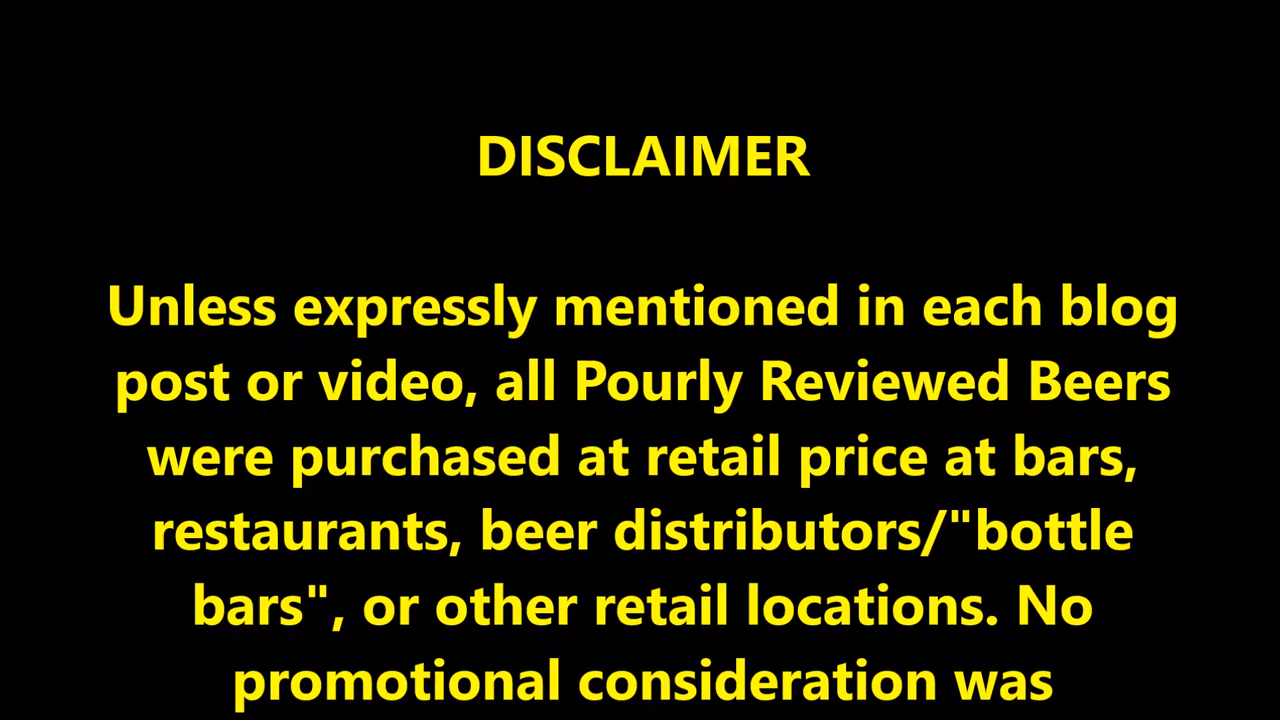 DISCLAIMER
Unless expressly mentioned in each blog
post or video, all Pourly Reviewed Beers
were purchased at retail price at bars,
restaurants, beer distributors/"bottle
bars", or other retail locations. No
promotional consideration was